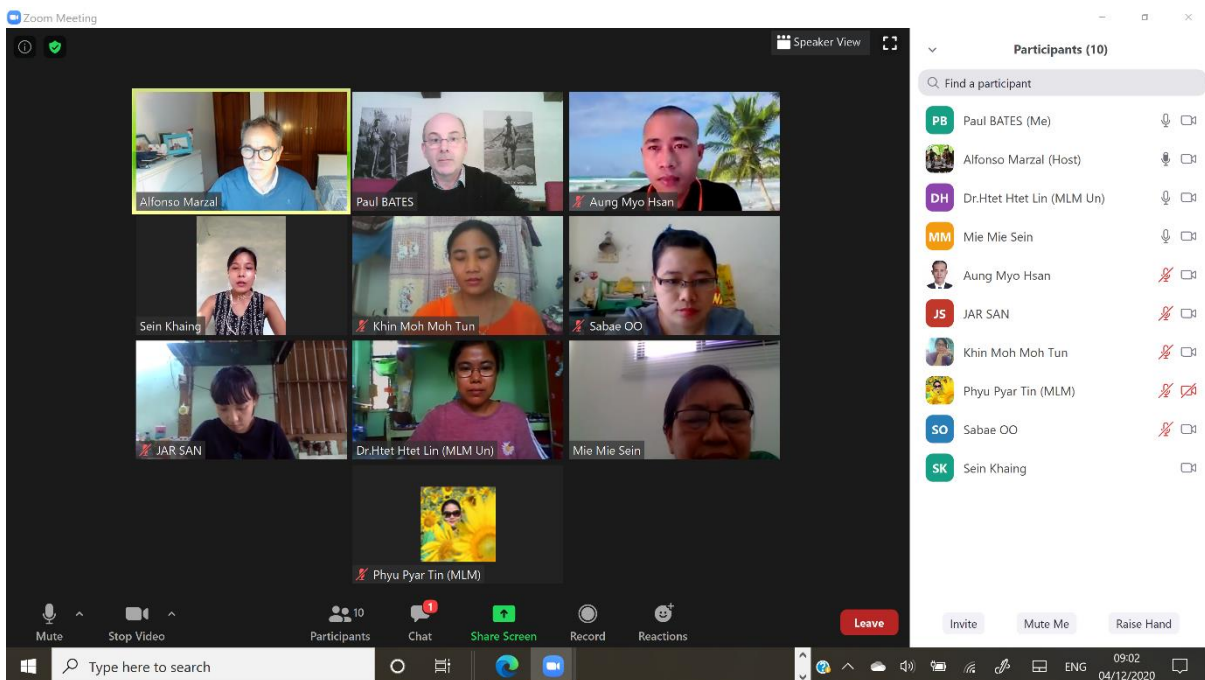 Zoom Meeting
Speaker View
Alfonso Marzal
Paul BATES
Aung Myo Hsan
Sein Khaing
Khin Moh Moh Tun
Sabae OO
JAR SAN
Dr.Htet Htet Lin (MLM Un)
Mie Mie Sein
Phyu Pyar Tin (MLM)
Participants (10)
Find a participant
PB Paul BATES (Me)
Alfonso Marzal (Host)
DH Dr.Htet Htet Lin (MLM Un)
MM Mie Mie Sein
Aung Myo Hsan
JS JAR SAN
Khin Moh Moh Tun
Phyu Pyar Tin (MLM)
SO Sabae OO
SK Sein Khaing
Mute
Stop Video
10
Participants
1
Chat
Share Screen
Record
Reactions
Leave
Invite
Mute Me
Raise Hand
Type here to search
ENG
09:02
04/12/2020